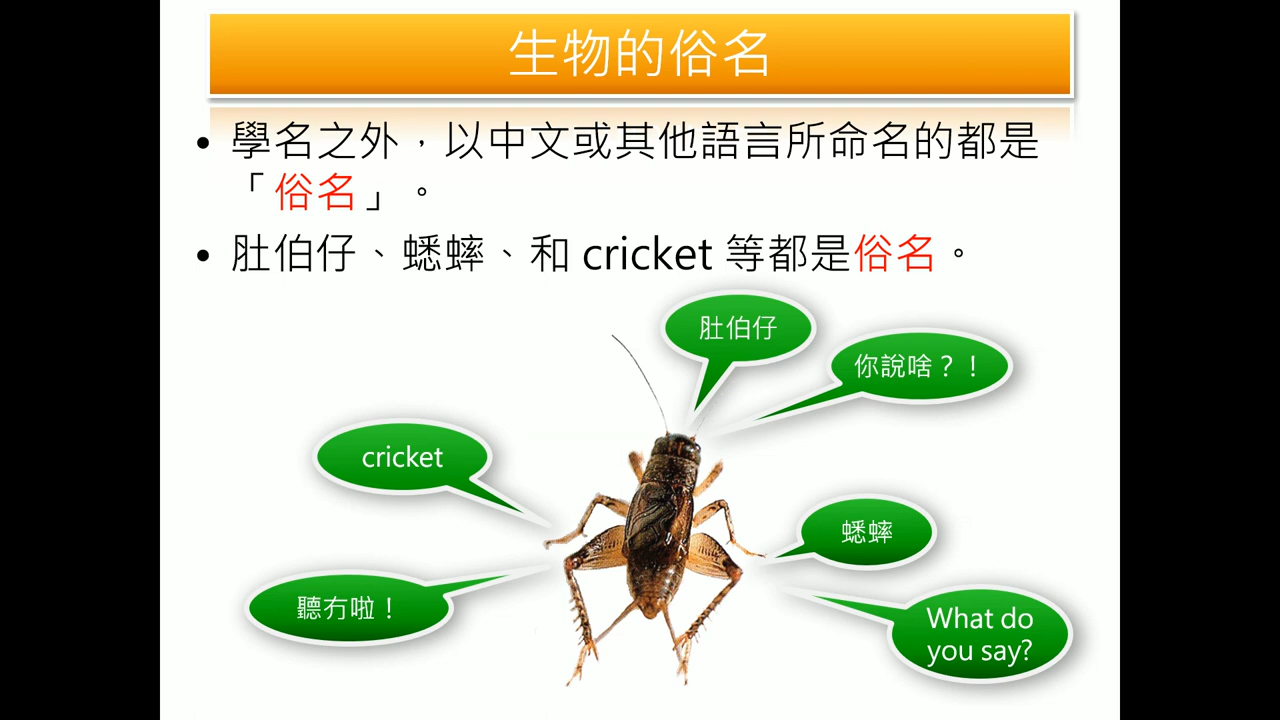 生物的俗名
• 學名之外，以中文或其他語言所命名的都是
「俗名」。
• 肚伯仔、蟋蟀、和 cricket 等都是俗名。
肚伯仔
你說啥？！
cricket
蟋蟀
聽冇啦！
What do
you say?